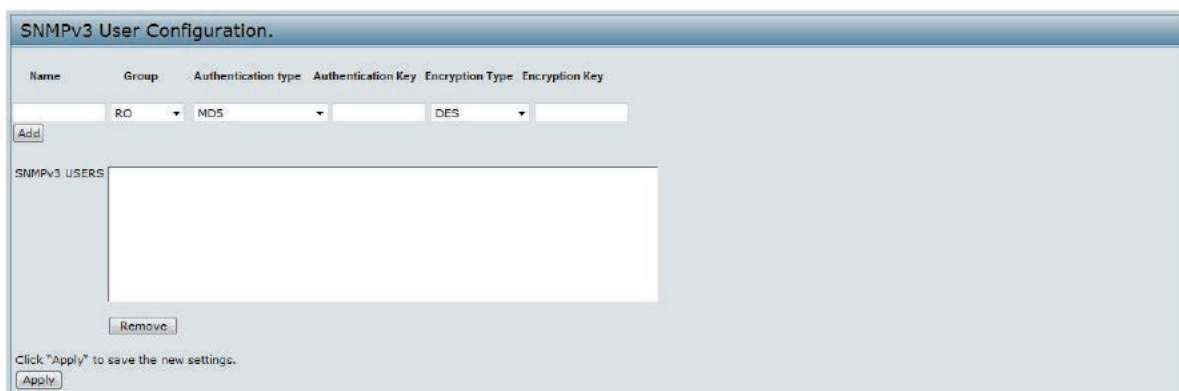 SNMPv3 User Configuration.
Name Group Authentication type Authentication Key Encryption Type Encryption Key
RO MD5 DES
Add
SNMPv3 USERS
Remove
Click "Apply" to save the new settings.
Apply